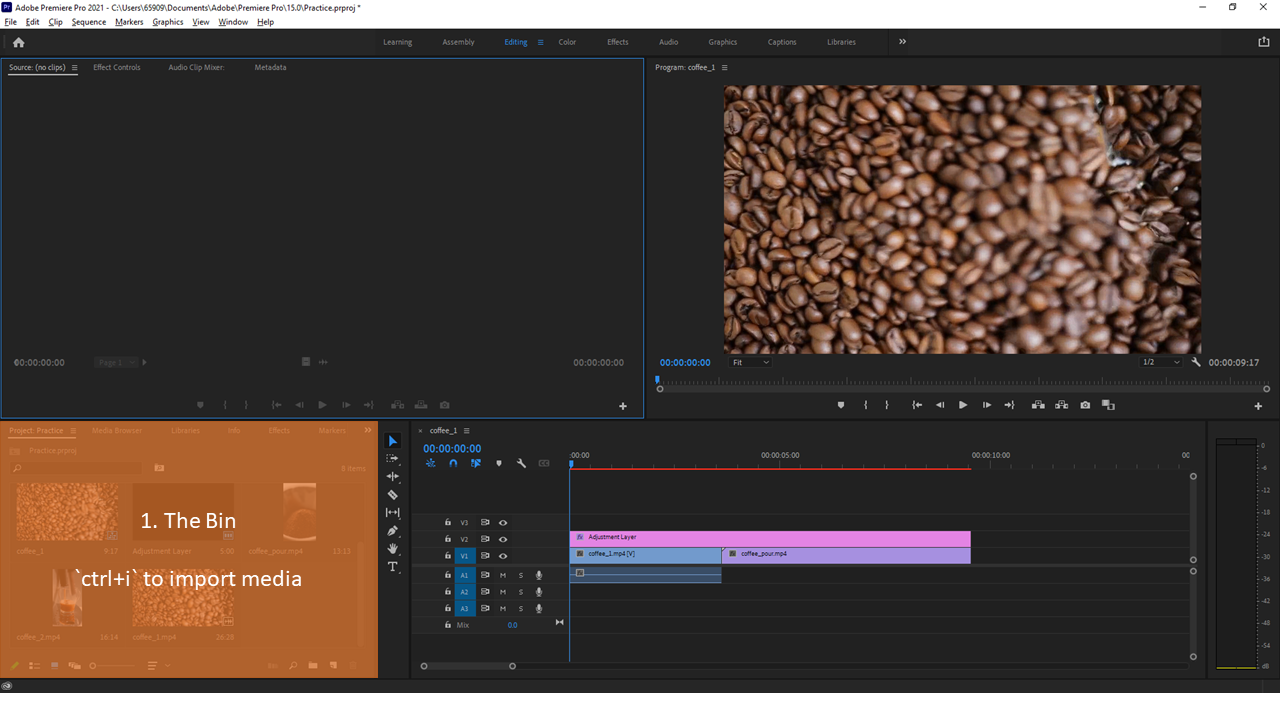 Adobe Premiere Pro 2021 - C:\Users\65909\Documents\Adobe\Premiere Pro\15.0\Practice.prproj *
File Edit Clip Sequence Markers Graphics View Window Help
Learning Assembly Editing Color Effects Audio Graphics Captions Libraries
Source: (no clips) Effect Controls Audio Clip Mixer: Metadata
00:00:00:00 Page 1 00:00:00:00
Program: coffee_1
00:00:00:00 Fit 1/2 00:00:09:17
Project: Practice Media Browser Libraries Info Effects Markers
Practice.prproj
8 Items
1. The Bin
coffee_1 9:17 Adjustment Layer 5:00 coffee_pour.mp4 11:13
`ctrl+i` to import media
coffee_2.mp4 16:14 coffee_1.mp4 26:28
coffee_1
00:00:00:00
:00:00 00:00:05:00 00:00:10:00 00
V3
V2 Adjustment Layer
V1 coffee_1.mp4 [V] coffee_pour.mp4
A1 M S
A2 M S
A3 M S
Mix 0.0
0
-6
-12
-18
-24
-30
-36
-42
-48
-54
dB